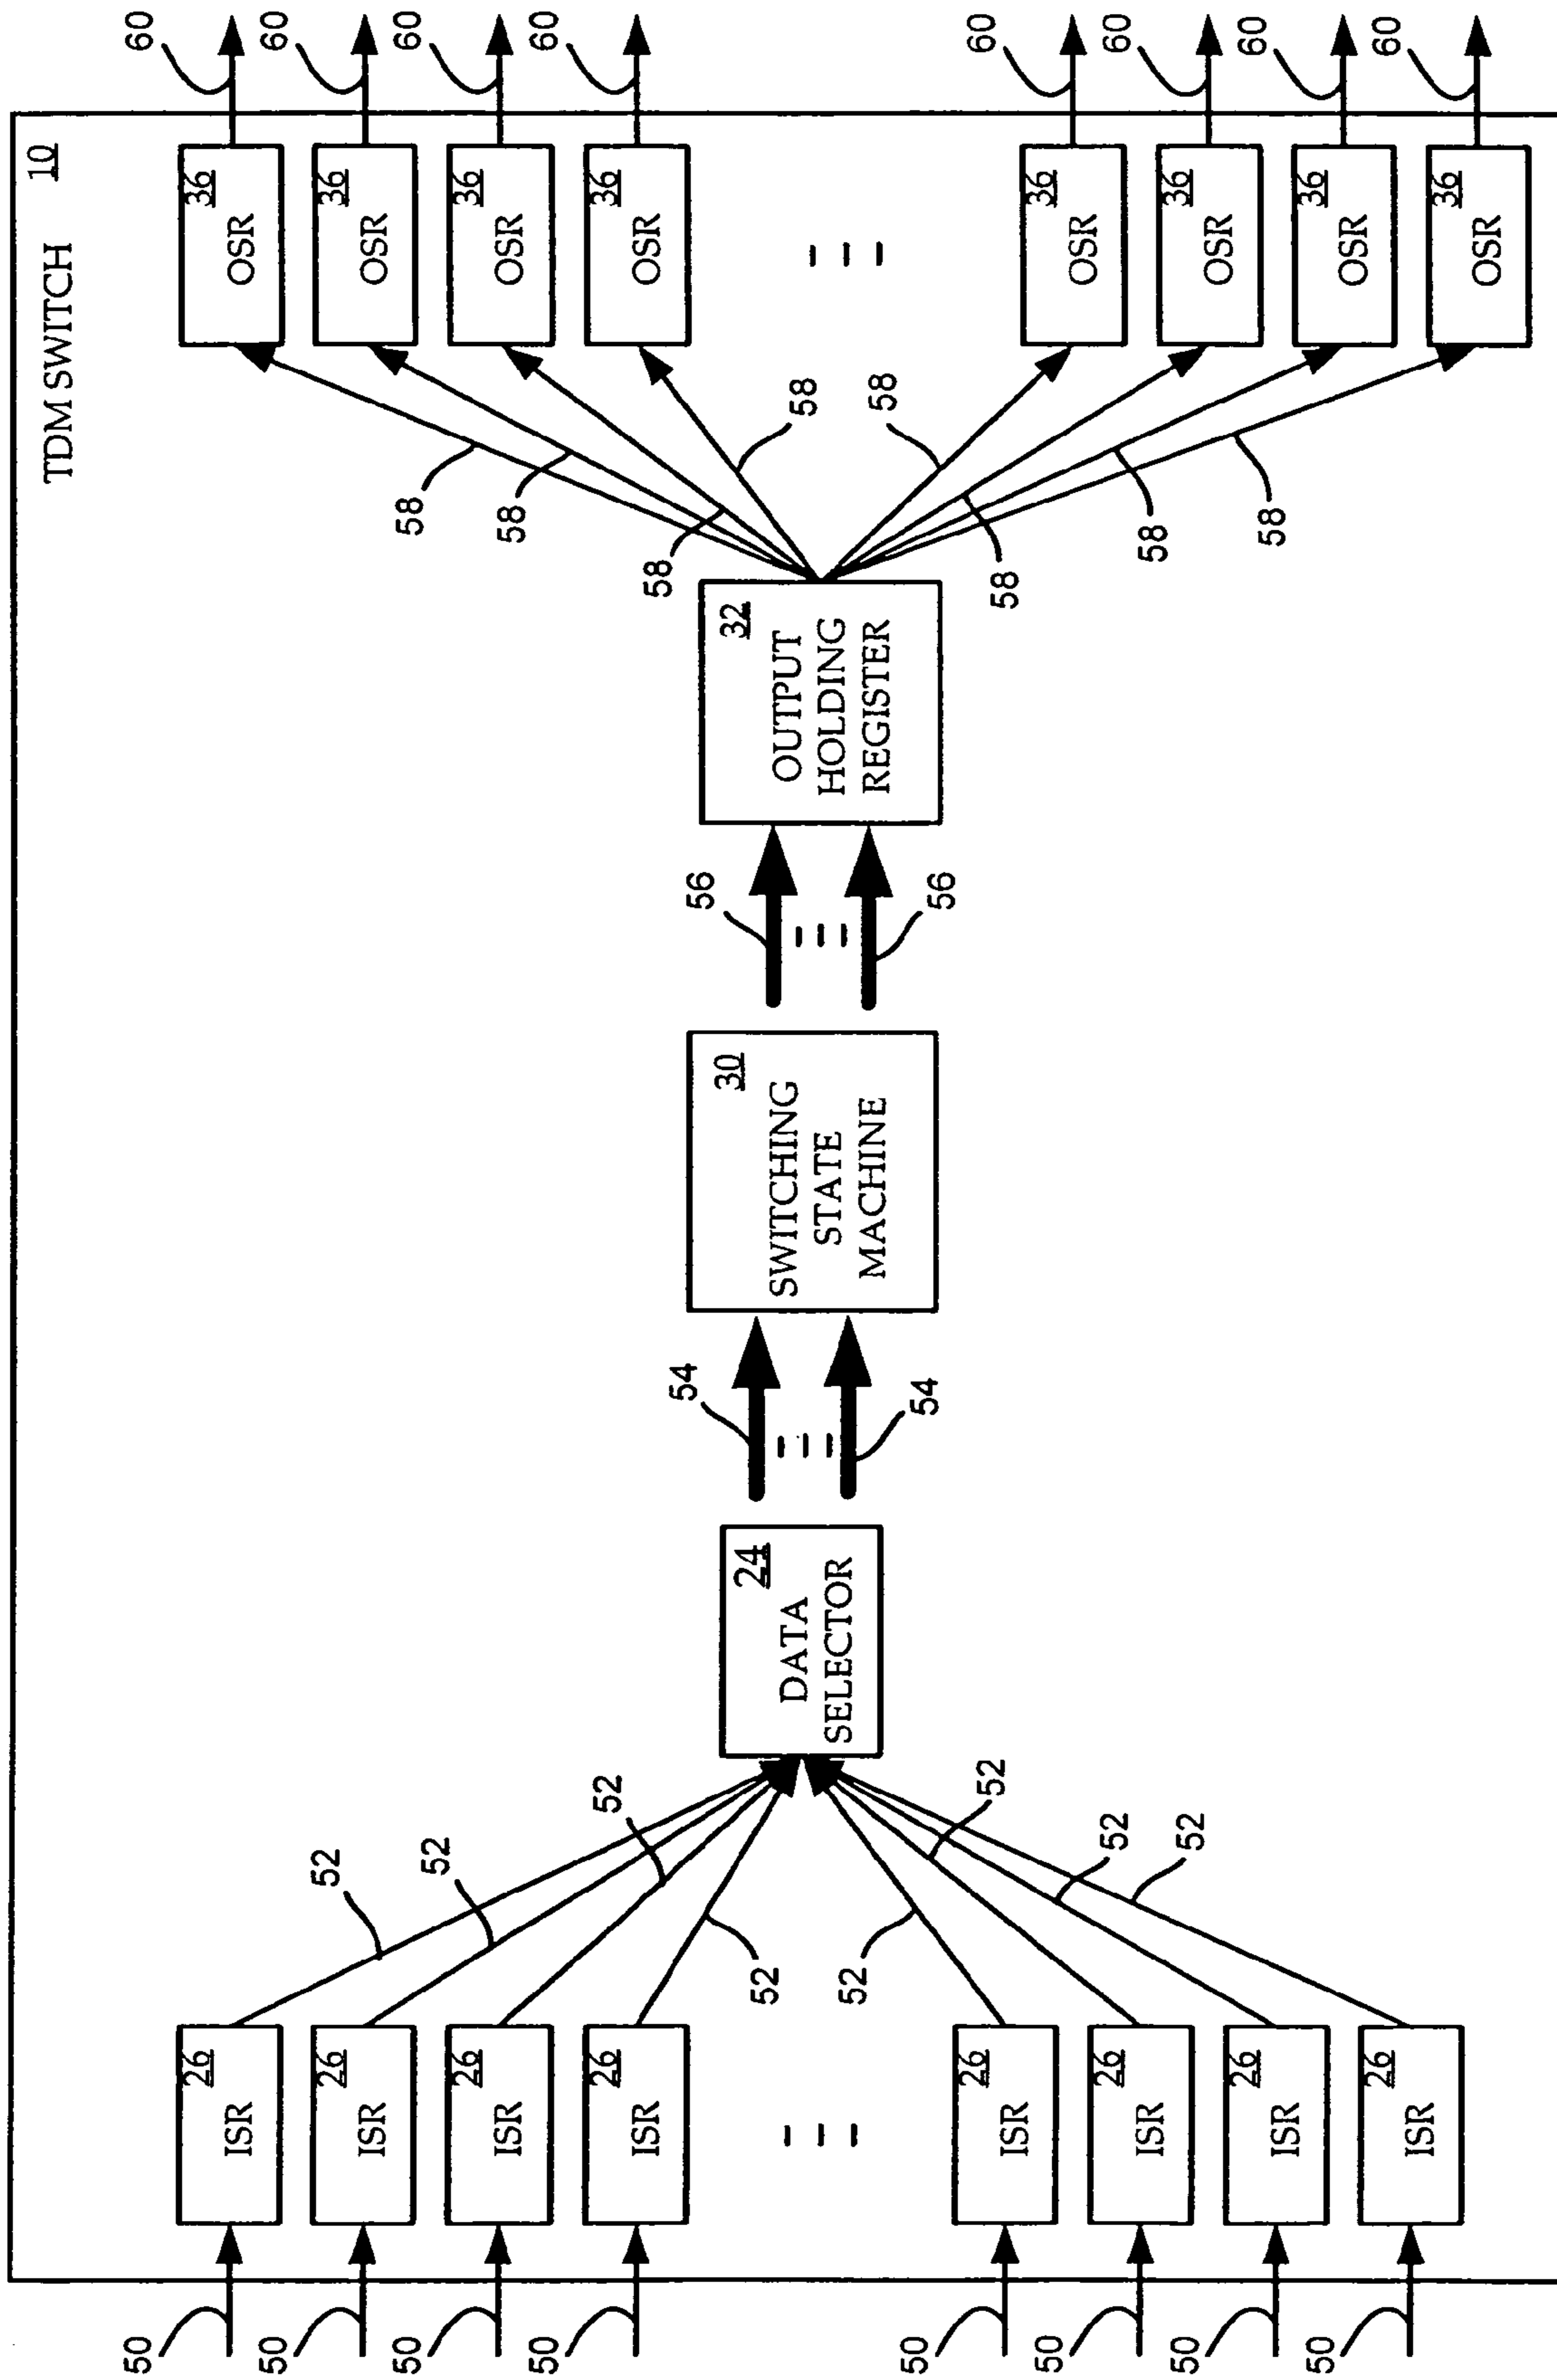 TDM SWITCH
10
50
50
50
50
50
50
50
50
26
ISR
26
ISR
26
ISR
26
ISR
26
ISR
26
ISR
26
ISR
26
ISR
52
52
52
52
52
52
52
52
24
DATA
SELECTOR
54
54
30
SWITCHING
STATE
MACHINE
56
56
32
OUTPUT
HOLDING
REGISTER
58
58
58
58
58
58
58
58
36
OSR
36
OSR
36
OSR
36
OSR
36
OSR
36
OSR
36
OSR
36
OSR
60
60
60
60
60
60
60
60